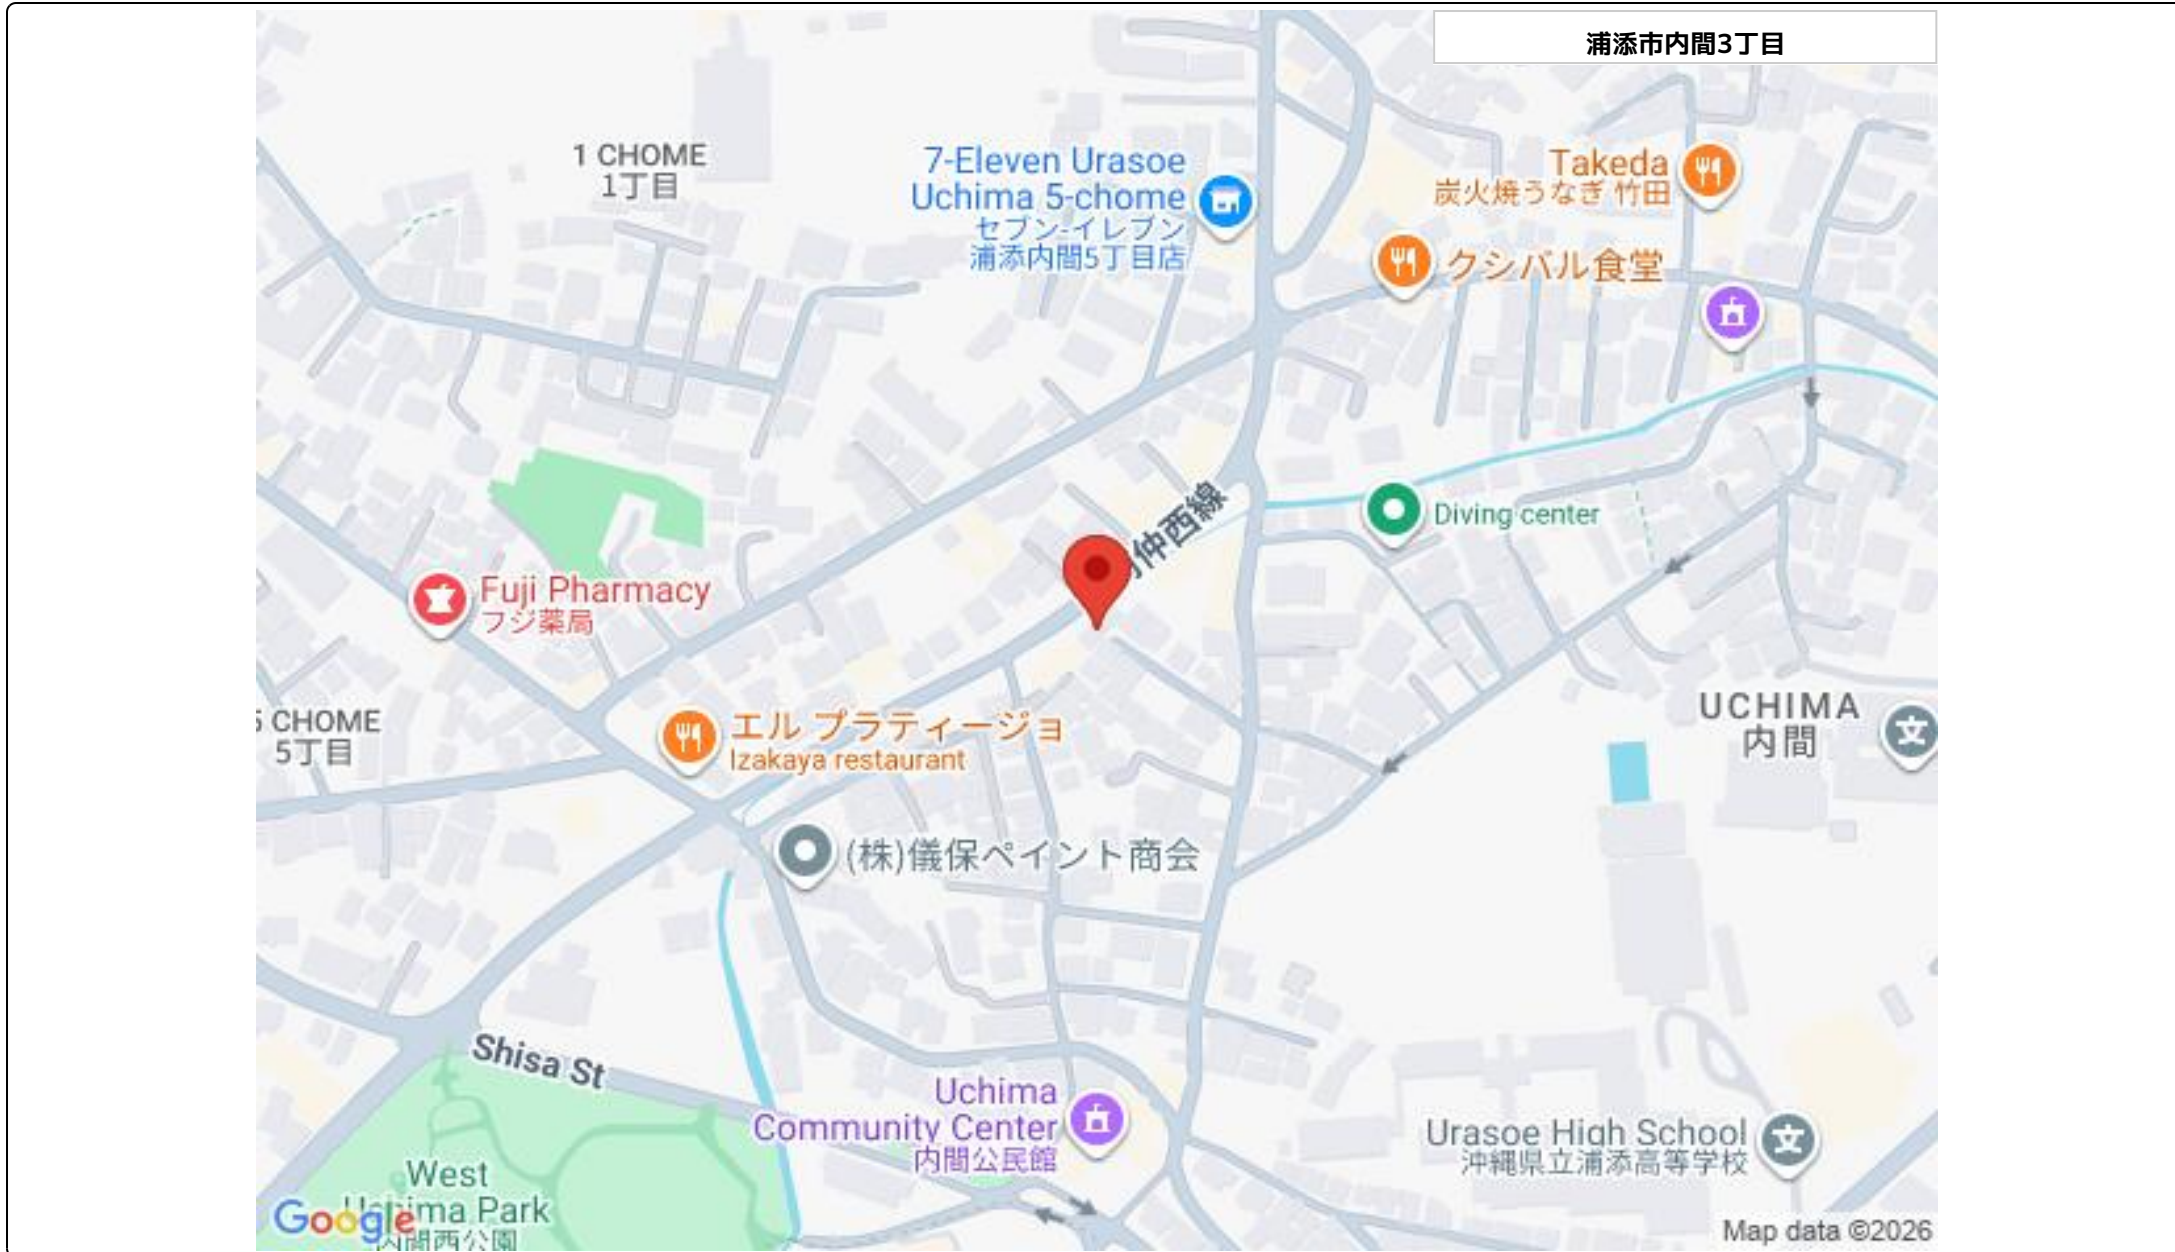 浦添市内間3丁目
1 CHOME
1丁目
7-Eleven Urasoe
Uchima 5-chome
セブン-イレブン
浦添内間5丁目店
Takeda
炭火焼うなぎ 竹田
クシバル食堂
仲西線
Diving center
Fuji Pharmacy
フジ薬局
UCHIMA
内間
5 CHOME
5丁目
エル プラティージョ
Izakaya restaurant
(株)儀保ペイント商会
Shisa St
Uchima
Community Center
内間公民館
Urasoe High School
沖縄県立浦添高等学校
West
Uchima Park
内間西公園
Google
Map data ©2026